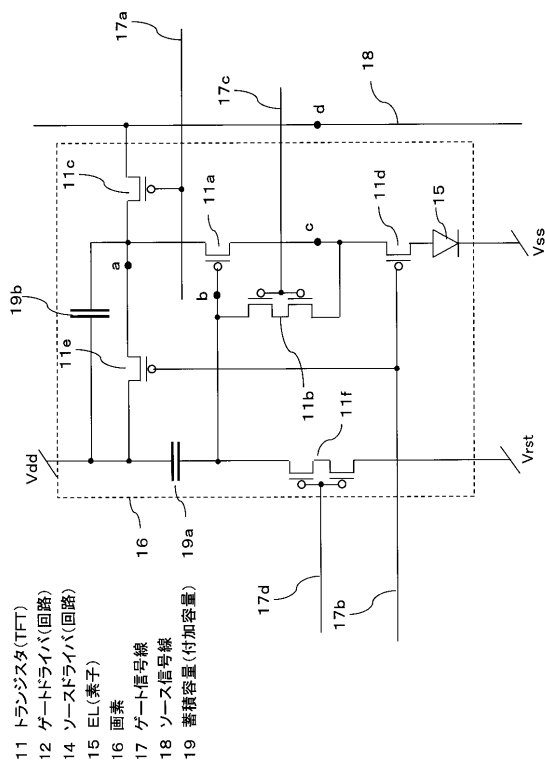 11 トランジスタ(TFT)
12 ゲートドライバ(回路)
14 ソースドライバ(回路)
15 EL(素子)
16 画素
17 ゲート信号線
18 ソース信号線
19 蓄積容量(付加容量)
Vdd
16
19a
19b
11e
a
11c
17a
b
11a
17c
d
18
c
11b
11f
11d
15
17d
17b
Vrst
Vss